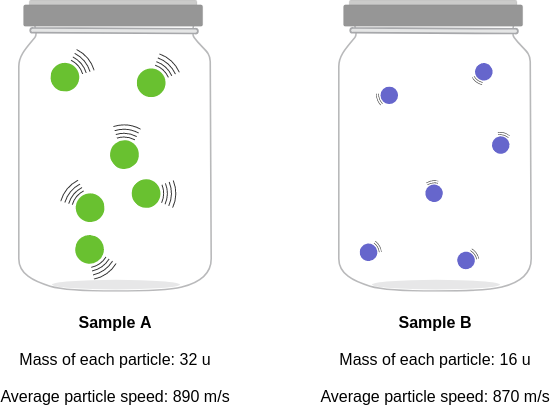 Sample A
Mass of each particle: 32 u
Average particle speed: 890 m/s
Sample B
Mass of each particle: 16 u
Average particle speed: 870 m/s